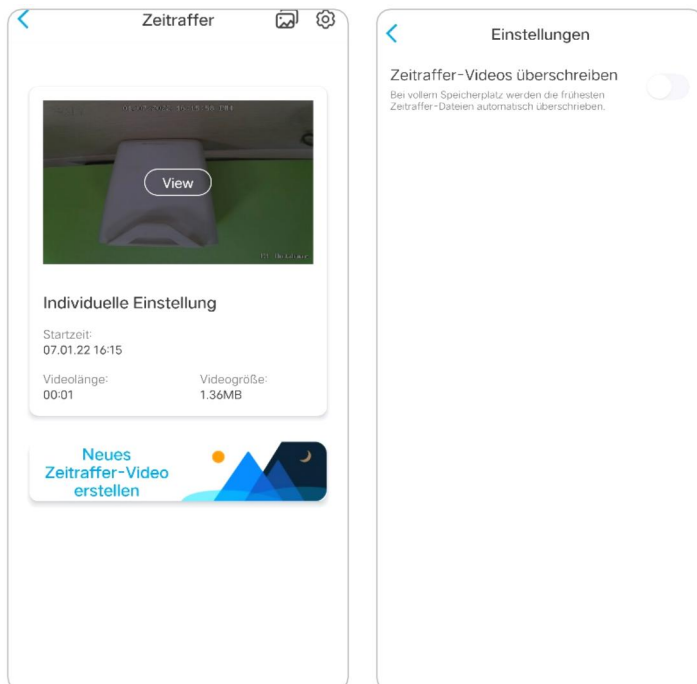 Zeitraffer
View
Individuelle Einstellung
Startzeit:
07.01.22 16:15
Videolänge:
Videogröße:
00:01
1.36MB
Neues
Zeitraffer-Video
erstellen
Einstellungen
Zeitraffer-Videos überschreiben
Bei vollem Speicherplatz werden die frühesten
Zeitraffer-Dateien automatisch überschrieben.